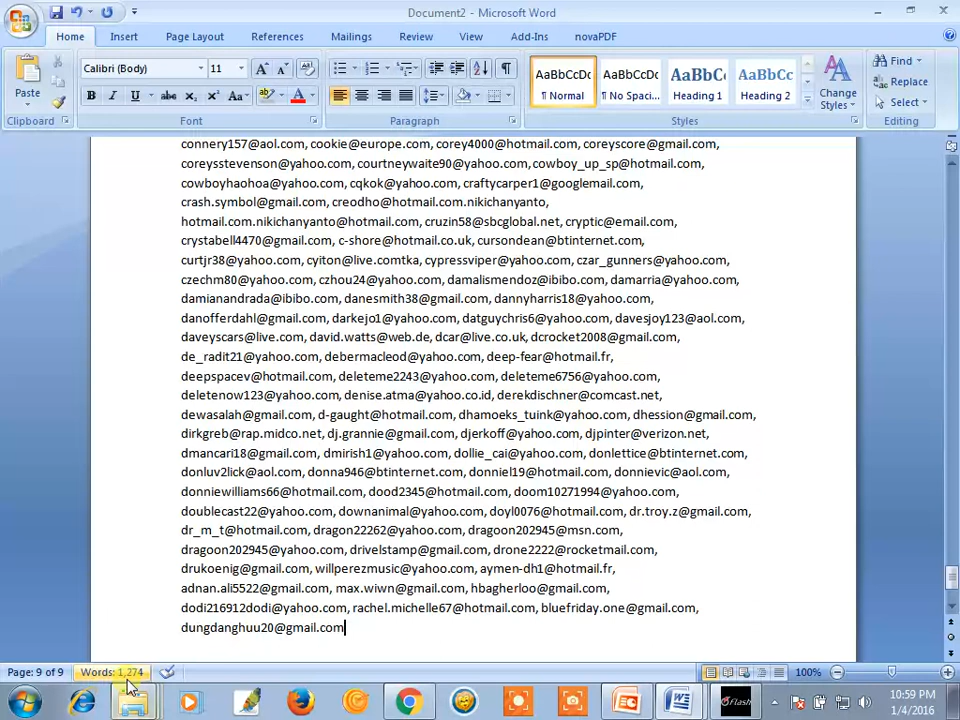 Document2 - Microsoft Word
Home Insert Page Layout References Mailings Review View Add-Ins novaPDF
Calibri (Body) 11
AaBbCcDc AaBbCcDc AaBbCc AaBbCc
Find
Replace
Select
Paste
B I U abc X₂ X² Aa A
¶ Normal ¶ No Spaci... Heading 1 Heading 2
Change
Styles
Clipboard Font Paragraph Styles Editing
connery157@aol.com, cookie@europe.com, corey4000@hotmail.com, coreyscore@gmail.com,
coreysstevenson@yahoo.com, courtneywaite90@yahoo.com, cowboy_up_sp@hotmail.com,
cowboyhaohoa@yahoo.com, cqkok@yahoo.com, craftycarper1@googlemail.com,
crash.symbol@gmail.com, creodho@hotmail.com.nikichanyanto,
hotmail.com.nikichanyanto@hotmail.com, cruzin58@sbcglobal.net, cryptic@email.com,
crystabell4470@gmail.com, c-shore@hotmail.co.uk, cursondean@btinternet.com,
curtjr38@yahoo.com, cyiton@live.comtka, cypressviper@yahoo.com, czar_gunners@yahoo.com,
czechm80@yahoo.com, czhou24@yahoo.com, damalismendoz@ibibo.com, damarria@yahoo.com,
damianandrada@ibibo.com, danesmith38@gmail.com, dannyharris18@yahoo.com,
danofferdahl@gmail.com, darkejo1@yahoo.com, datguychris6@yahoo.com, davesjoy123@aol.com,
daveyscars@live.com, david.watts@web.de, dcar@live.co.uk, dcrocket2008@gmail.com,
de_radit21@yahoo.com, debermacleod@yahoo.com, deep-fear@hotmail.fr,
deepspacev@hotmail.com, deleteme2243@yahoo.com, deleteme6756@yahoo.com,
deletenow123@yahoo.com, denise.atma@yahoo.co.id, derekdischner@comcast.net,
dewasalah@gmail.com, d-gaught@hotmail.com, dhamoeks_tuink@yahoo.com, dhession@gmail.com,
dirkgreb@rap.midco.net, dj.grannie@gmail.com, djerkoff@yahoo.com, djpinter@verizon.net,
dmancari18@gmail.com, dmirish1@yahoo.com, dollie_cai@yahoo.com, donlettice@btinternet.com,
donluv2lick@aol.com, donna946@btinternet.com, donniel19@hotmail.com, donnievic@aol.com,
donniewilliams66@hotmail.com, dood2345@hotmail.com, doom10271994@yahoo.com,
doublecast22@yahoo.com, downanimal@yahoo.com, doyl0076@hotmail.com, dr.troy.z@gmail.com,
dr_m_t@hotmail.com, dragon22262@yahoo.com, dragoon202945@msn.com,
dragoon202945@yahoo.com, drivelstamp@gmail.com, drone2222@rocketmail.com,
drukoenig@gmail.com, willperezmusic@yahoo.com, aymen-dh1@hotmail.fr,
adnan.ali5522@gmail.com, max.wiwn@gmail.com, hbagherloo@gmail.com,
dodi216912dodi@yahoo.com, rachel.michelle67@hotmail.com, bluefriday.one@gmail.com,
dungdanghuu20@gmail.com
Page: 9 of 9 Words: 1,274 100%
Flash
10:59 PM
1/4/2016